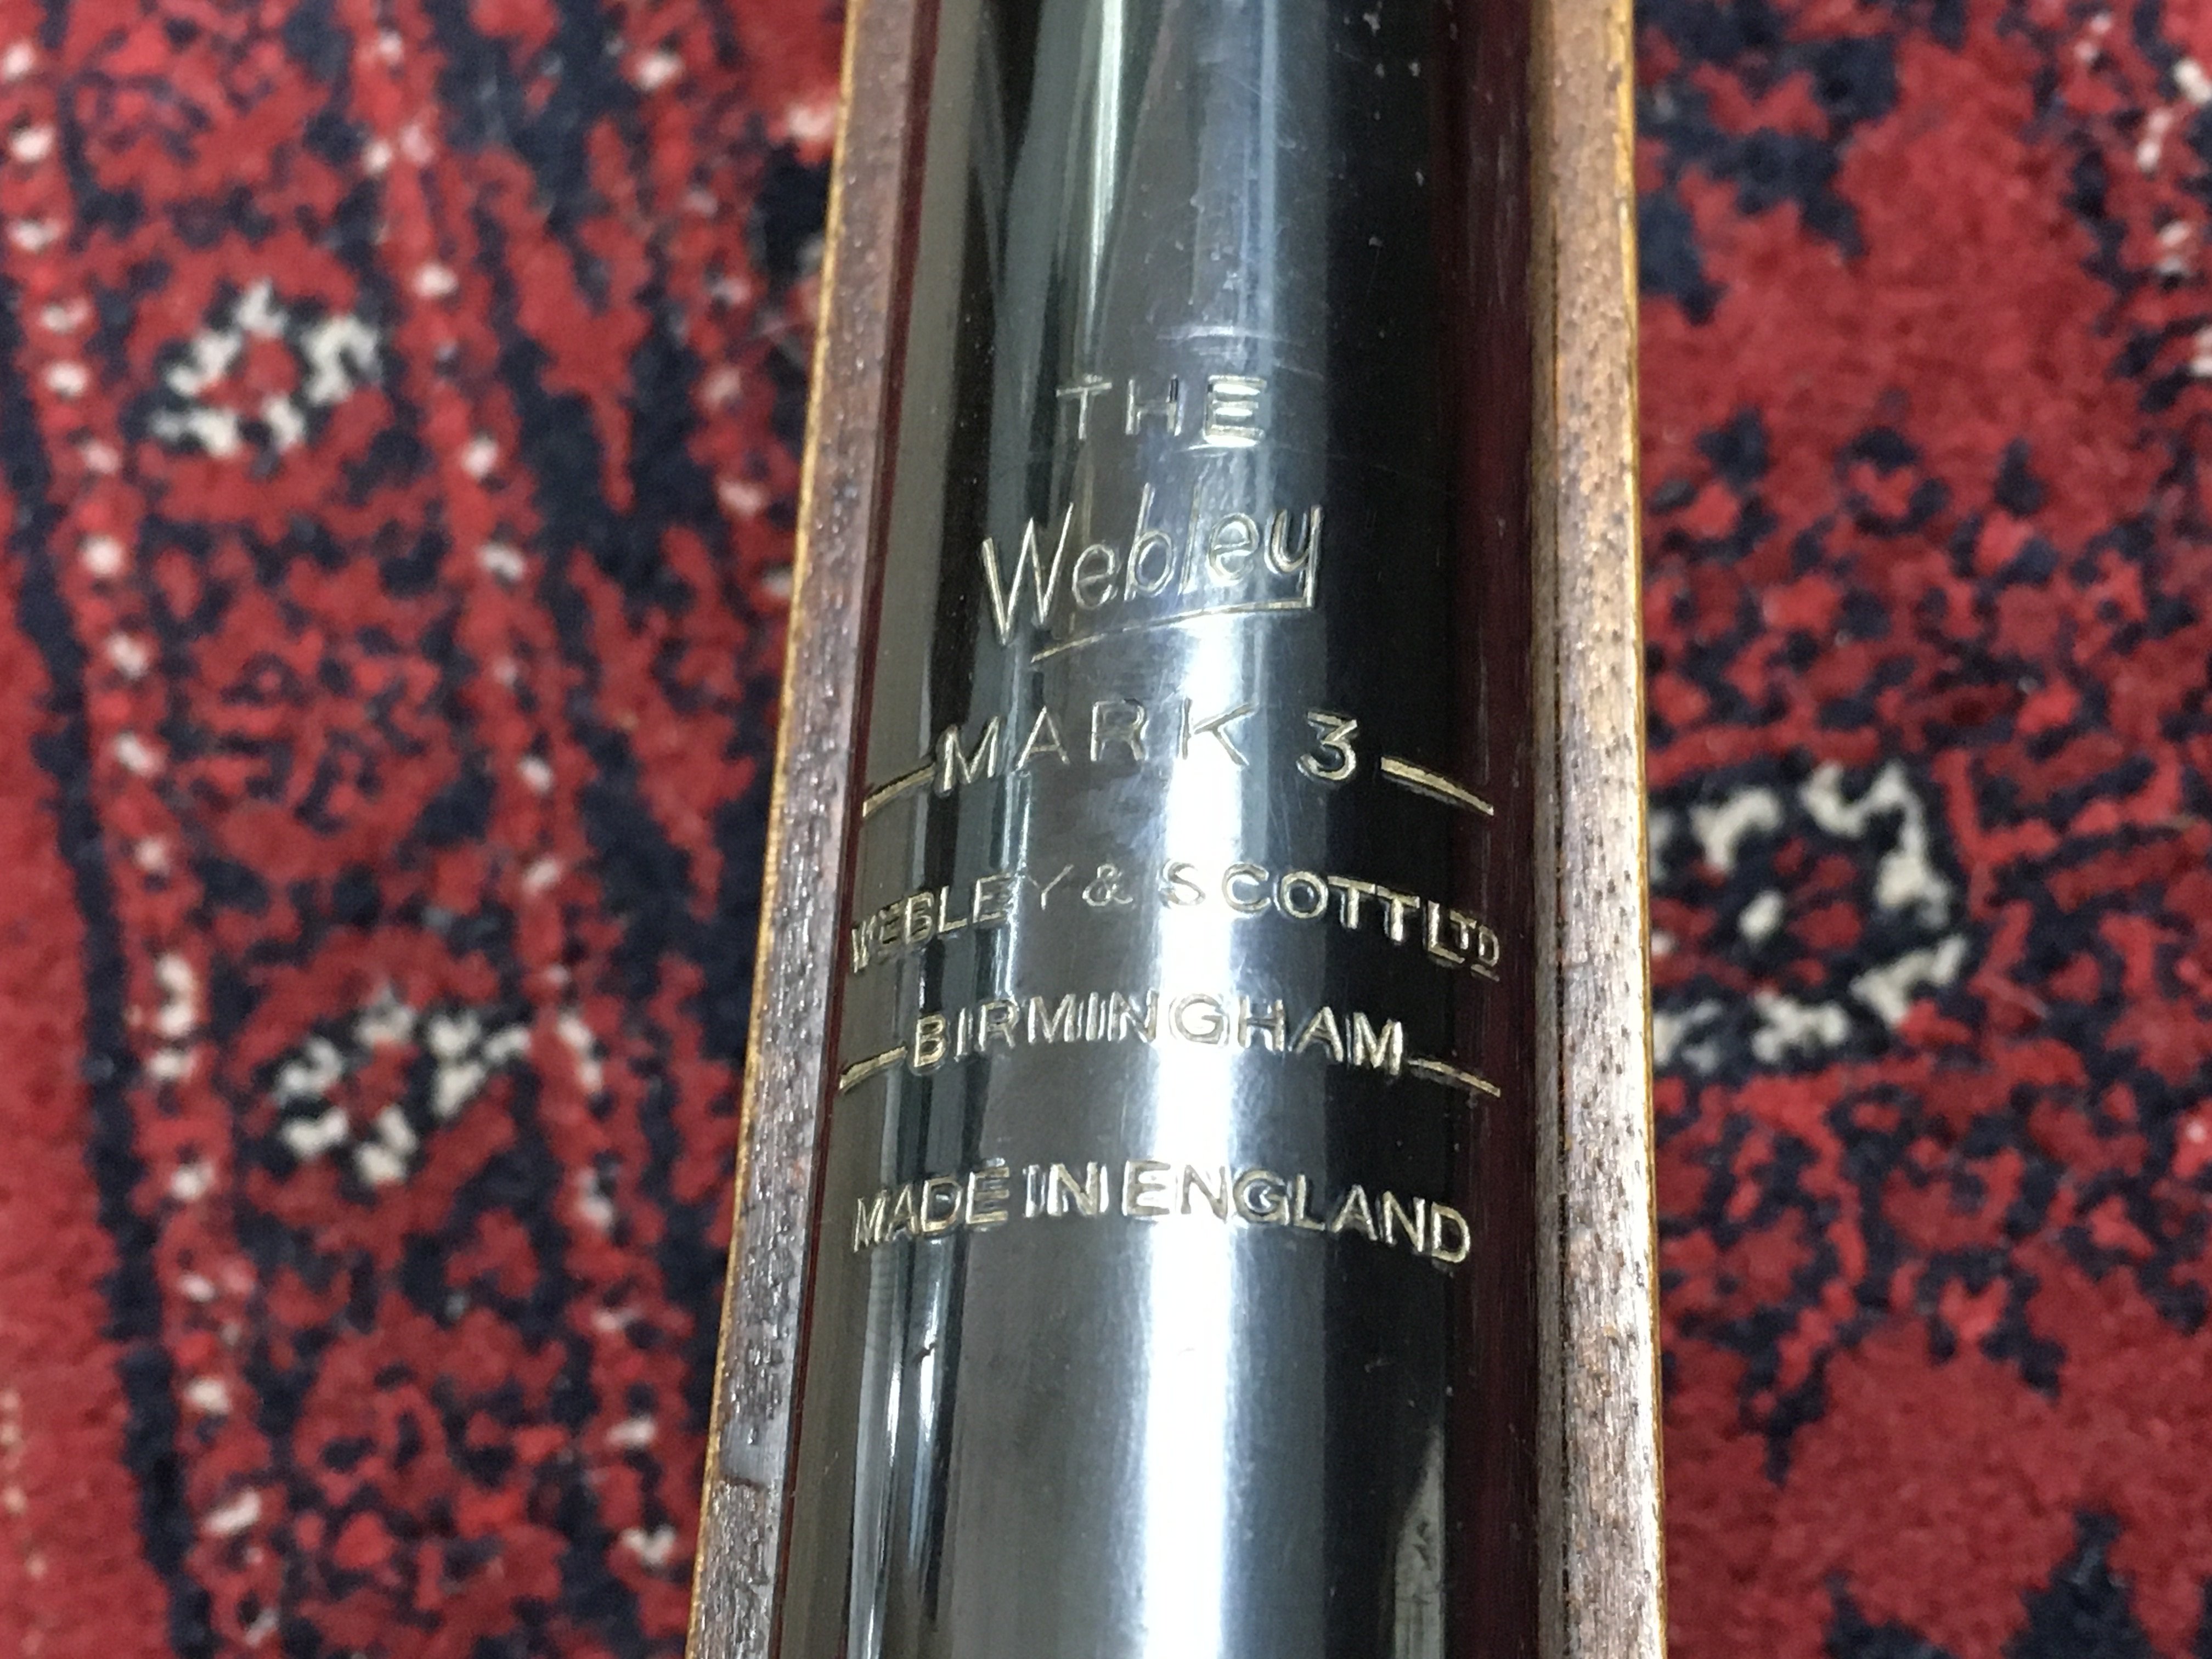 THE
Webley
MARK 3
WEBLEY & SCOTT LTD
BIRMINGHAM
MADE IN ENGLAND